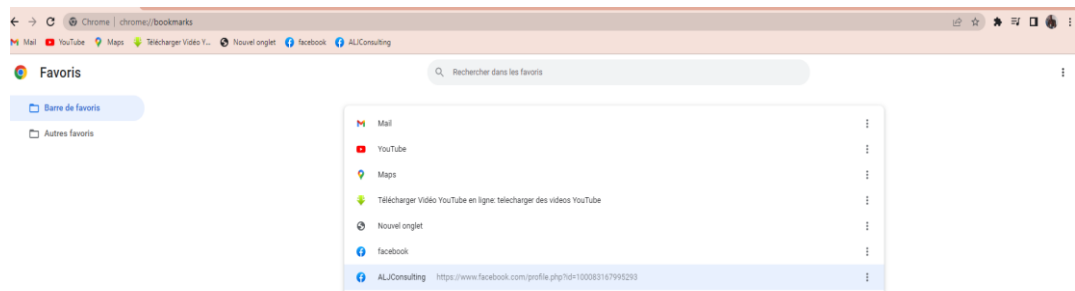 Chrome | chrome://bookmarks
Mail YouTube Maps Télécharger Vidéo Y... Nouvel onglet facebook ALJConsulting
Favoris
Rechercher dans les favoris
Barre de favoris
Autres favoris
Mail
YouTube
Maps
Télécharger Vidéo YouTube en ligne: telecharger des videos YouTube
Nouvel onglet
facebook
ALJConsulting https://www.facebook.com/profile.php?id=100083167995293